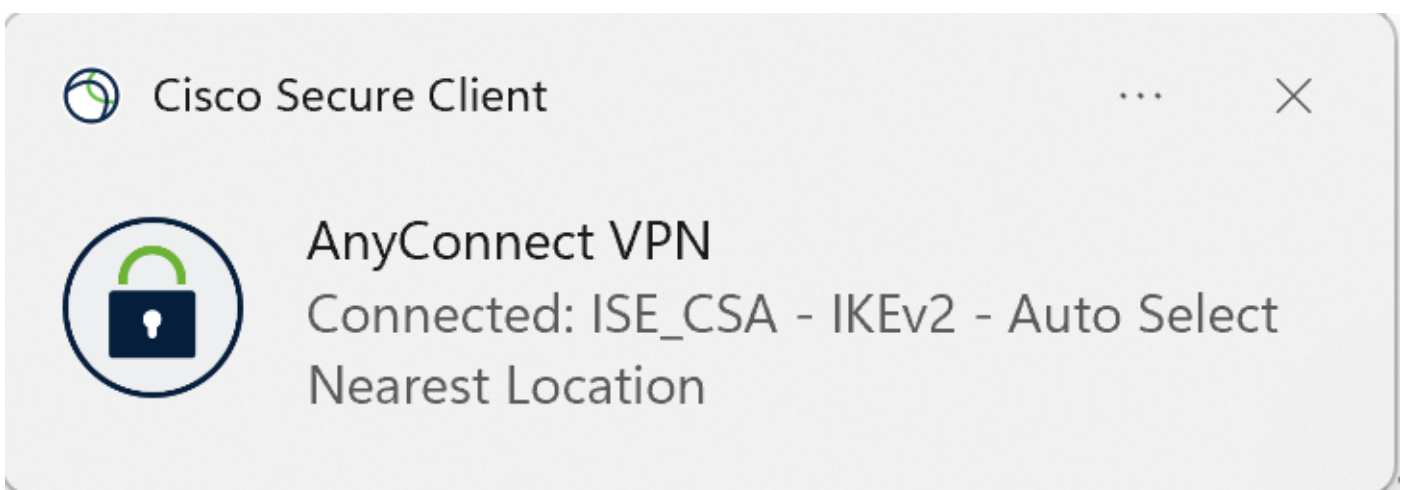 Cisco Secure Client
AnyConnect VPN
Connected: ISE_CSA - IKEv2 - Auto Select
Nearest Location